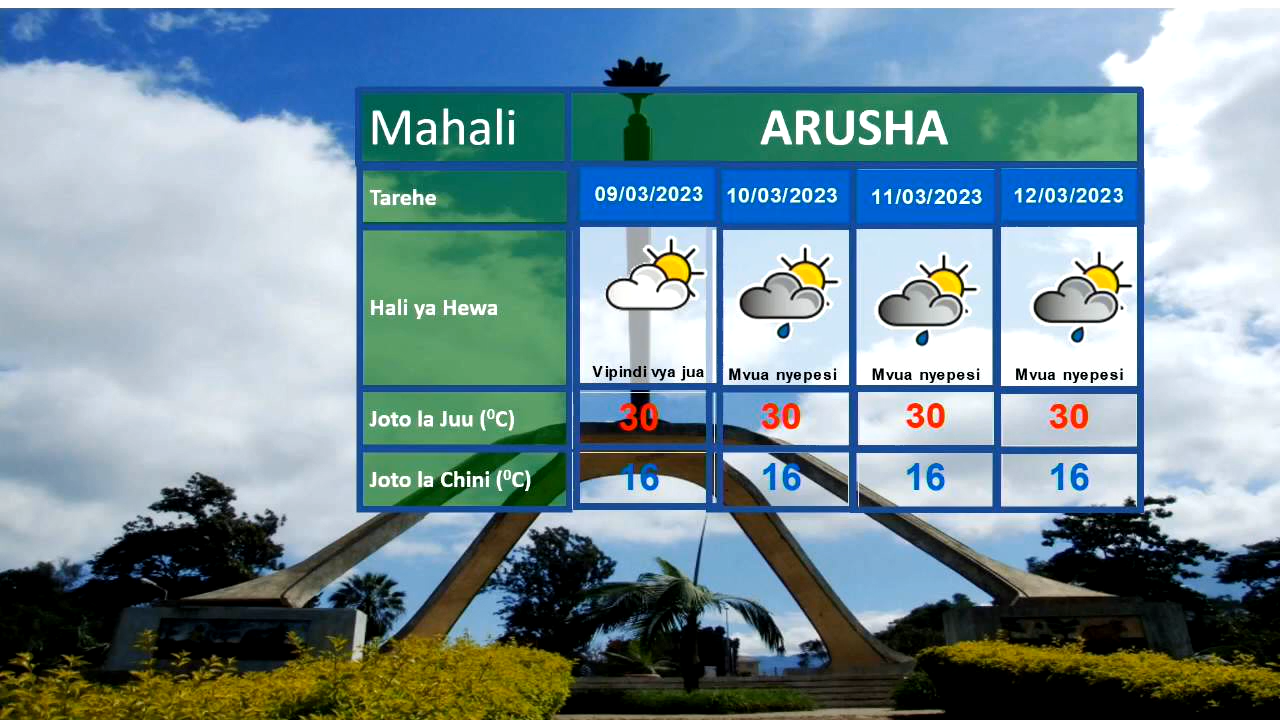 Mahali ARUSHA
Tarehe 09/03/2023 10/03/2023 11/03/2023 12/03/2023
Hali ya Hewa Vipindi vya jua Mvua nyepesi Mvua nyepesi Mvua nyepesi
Joto la Juu (⁰C) 30 30 30 30
Joto la Chini (⁰C) 16 16 16 16